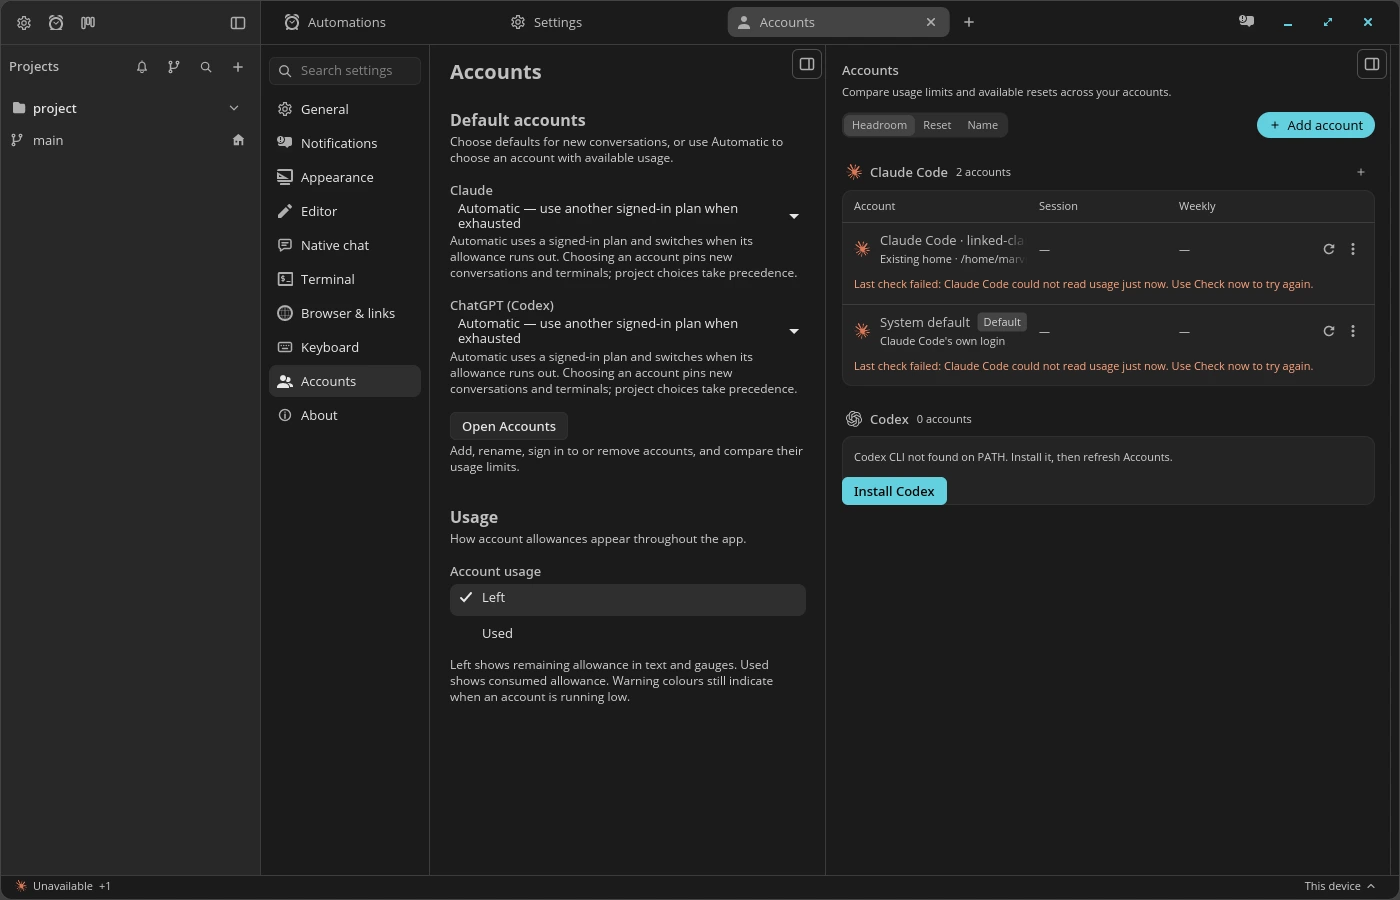 Automations
Settings
Accounts
Projects
project
main
Search settings
General
Notifications
Appearance
Editor
Native chat
Terminal
Browser & links
Keyboard
Accounts
About
Accounts
Default accounts
Choose defaults for new conversations, or use Automatic to
choose an account with available usage.
Claude
Automatic — use another signed-in plan when
exhausted
Automatic uses a signed-in plan and switches when its
allowance runs out. Choosing an account pins new
conversations and terminals; project choices take precedence.
ChatGPT (Codex)
Automatic — use another signed-in plan when
exhausted
Automatic uses a signed-in plan and switches when its
allowance runs out. Choosing an account pins new
conversations and terminals; project choices take precedence.
Open Accounts
Add, rename, sign in to or remove accounts, and compare their
usage limits.
Usage
How account allowances appear throughout the app.
Account usage
Left
Used
Left shows remaining allowance in text and gauges. Used
shows consumed allowance. Warning colours still indicate
when an account is running low.
Accounts
Compare usage limits and available resets across your accounts.
Headroom Reset Name
+ Add account
Claude Code 2 accounts
Account Session Weekly
Claude Code · linked-cla — —
Existing home · /home/marv
Last check failed: Claude Code could not read usage just now. Use Check now to try again.
System default Default — —
Claude Code's own login
Last check failed: Claude Code could not read usage just now. Use Check now to try again.
Codex 0 accounts
Codex CLI not found on PATH. Install it, then refresh Accounts.
Install Codex
Unavailable +1
This device